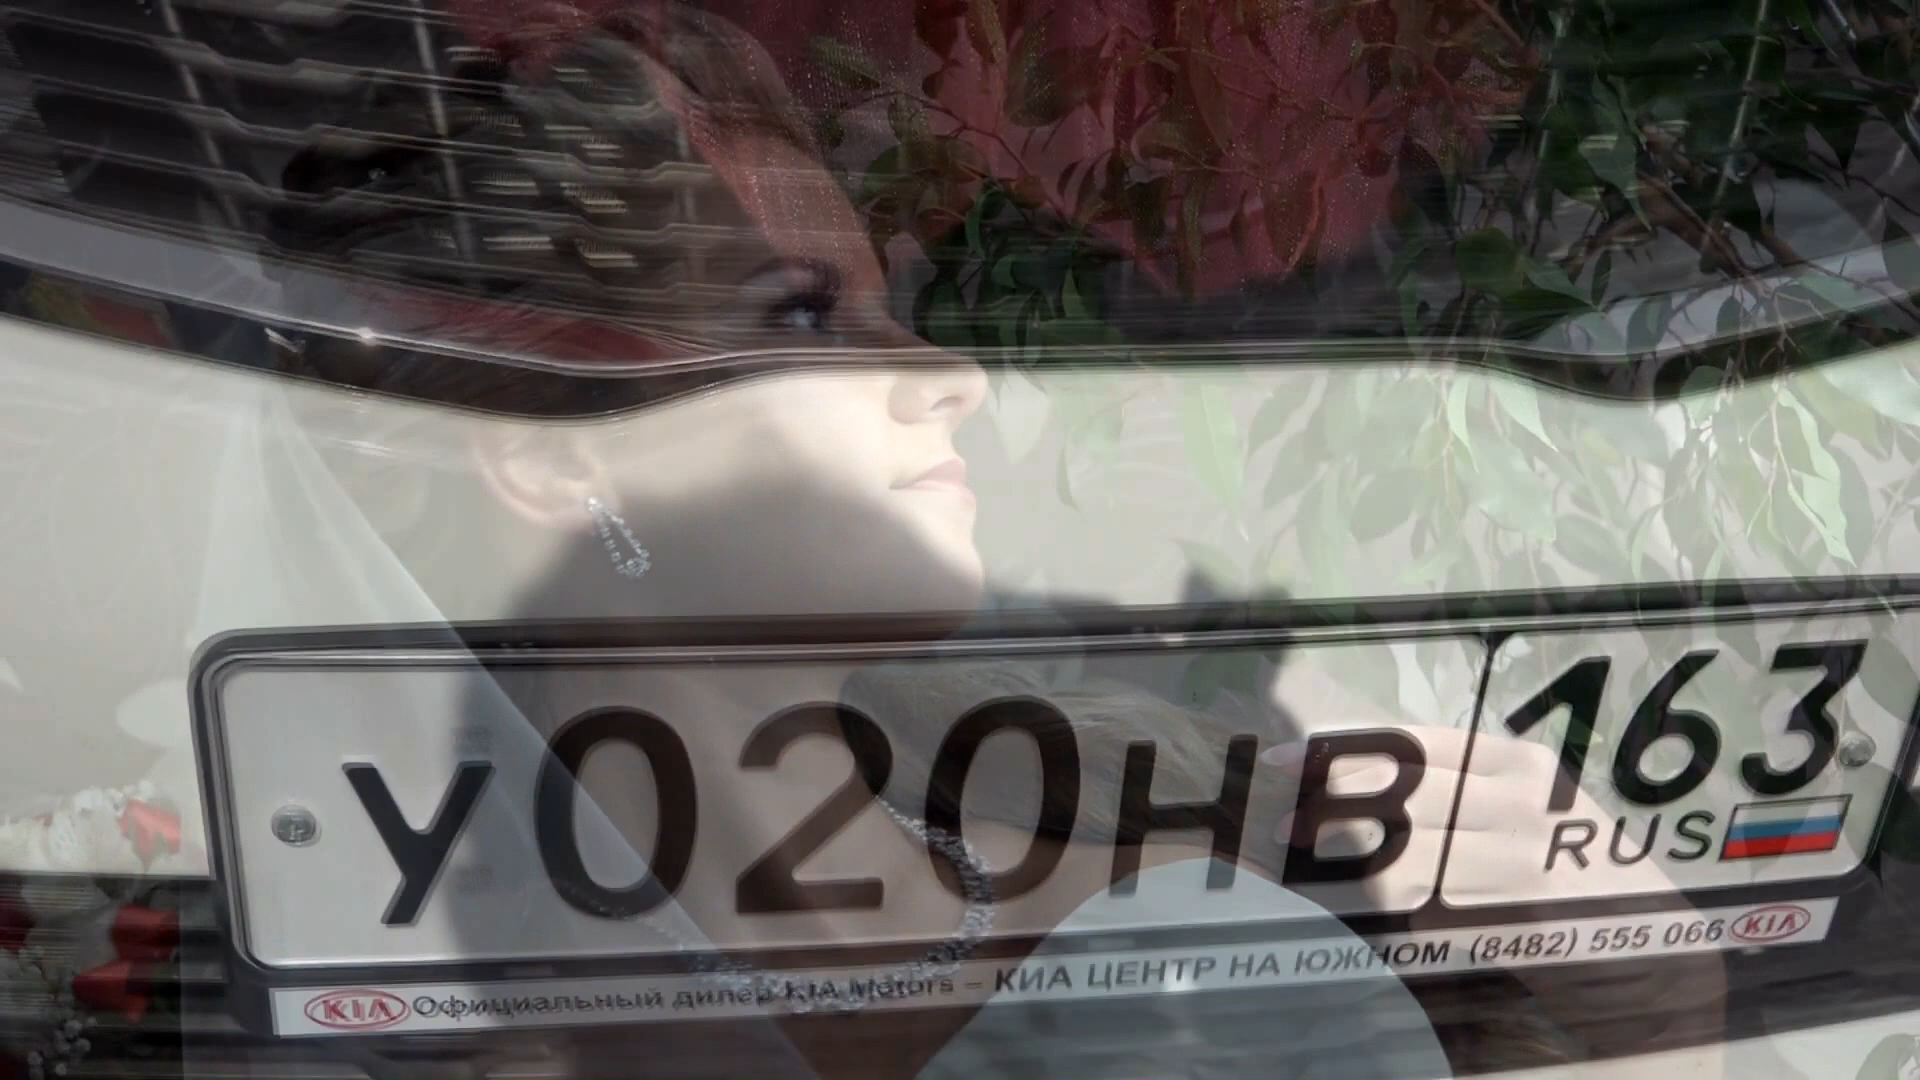 У020НВ 163
RUS
KIA Официальный дилер KIA Motors – КИА ЦЕНТР НА ЮЖНОМ (8482) 555 066 KIA